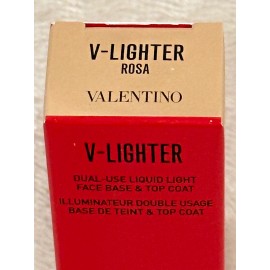 V-LIGHTER
ROSA
VALENTINO
V-LIGHTER
DUAL-USE LIQUID LIGHT
FACE BASE & TOP COAT
ILLUMINATEUR DOUBLE USAGE
BASE DE TEINT & TOP COAT